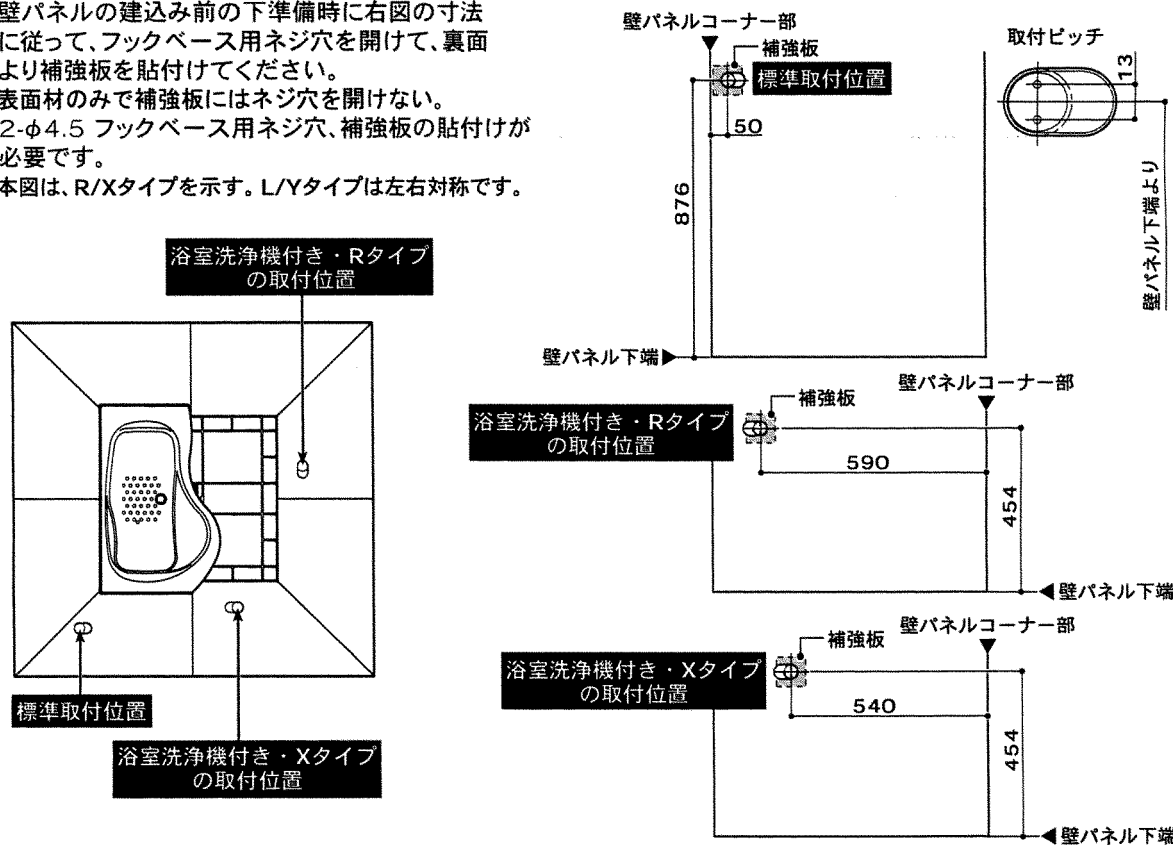 壁パネルの建込み前の下準備時に右図の寸法
に従って、フックベース用ネジ穴を開けて、裏面
より補強板を貼付けてください。
表面材のみで補強板にはネジ穴を開けない。
2-φ4.5 フックベース用ネジ穴、補強板の貼付けが
必要です。
本図は、R/Xタイプを示す。L/Yタイプは左右対称です。
浴室洗浄機付き・Rタイプ
の取付位置
標準取付位置
浴室洗浄機付き・Xタイプ
の取付位置
壁パネルコーナー部
補強板
標準取付位置
50
876
壁パネル下端
取付ピッチ
13
壁パネル下端より
壁パネルコーナー部
補強板
浴室洗浄機付き・Rタイプ
の取付位置
590
454
壁パネル下端
壁パネルコーナー部
補強板
浴室洗浄機付き・Xタイプ
の取付位置
540
454
壁パネル下端